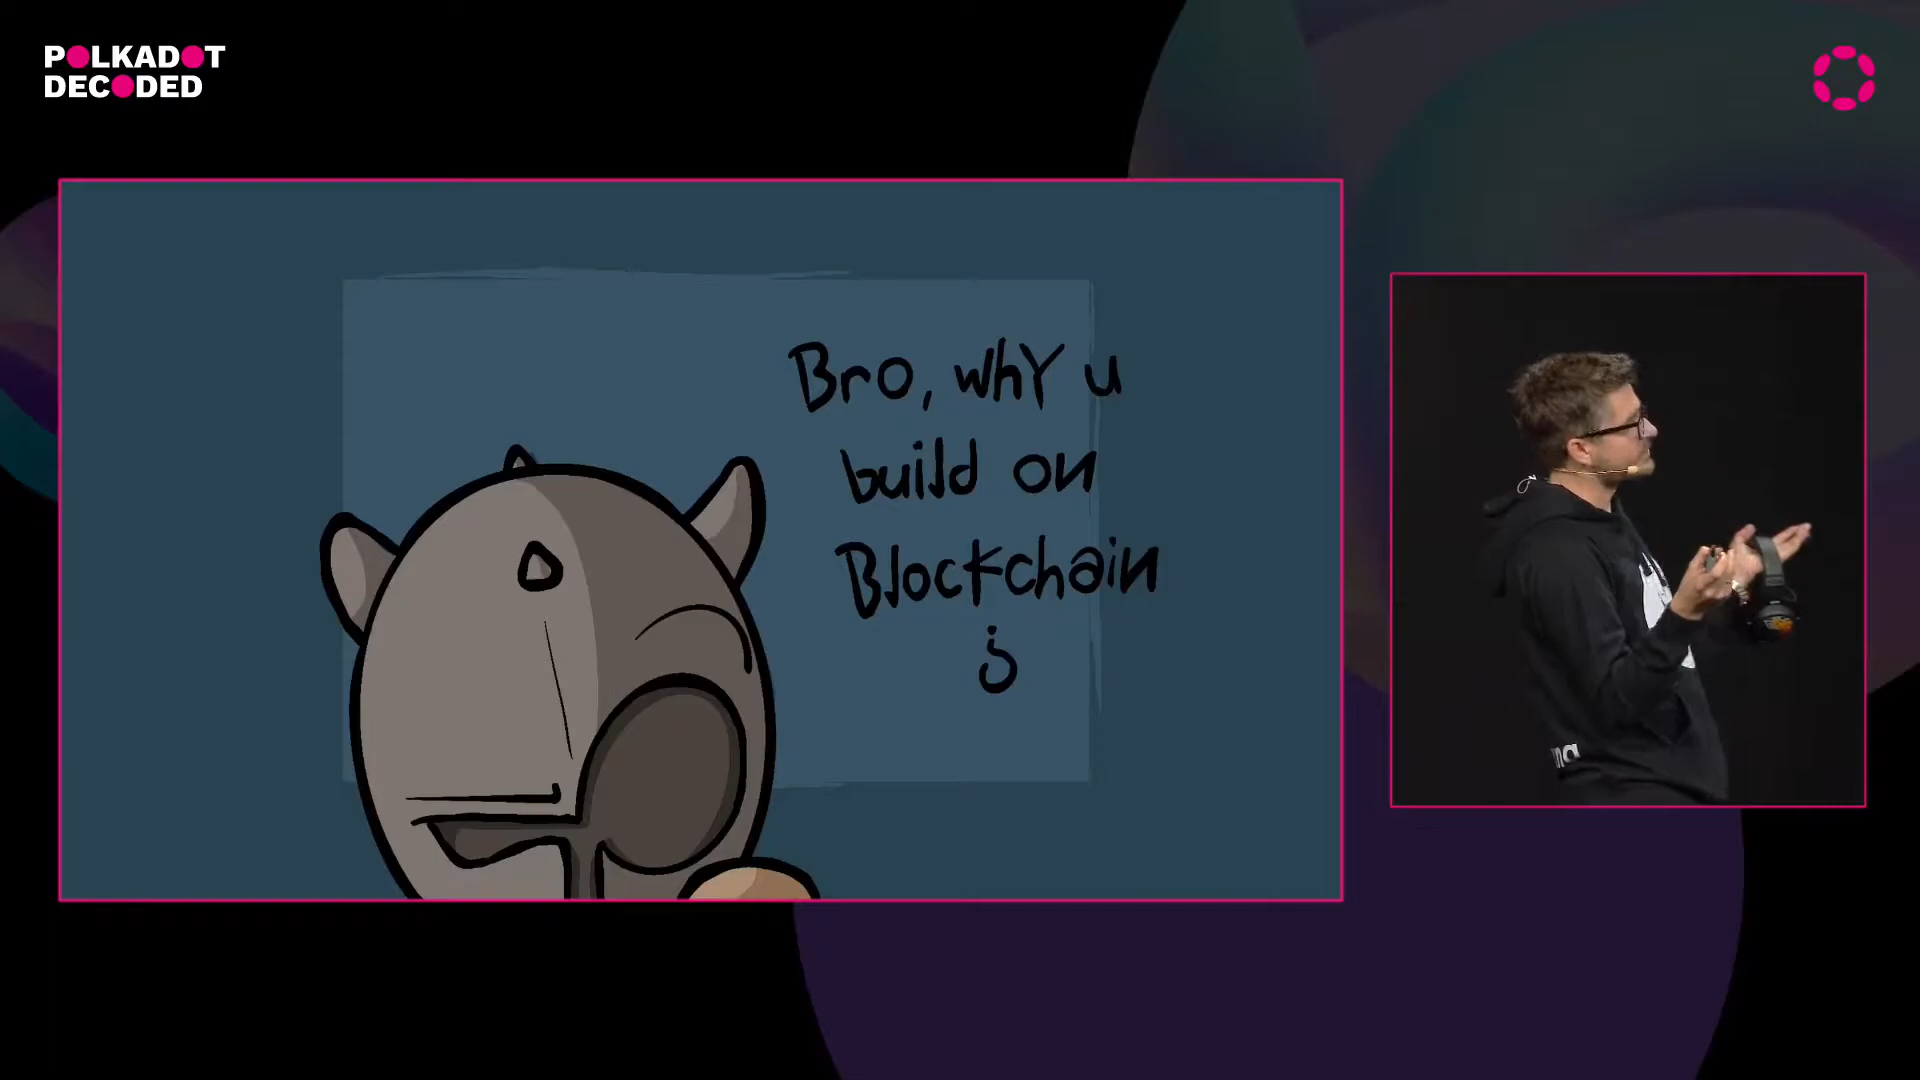 POLKADOT
DECODED
Bro, whY u
build on
Blockchain